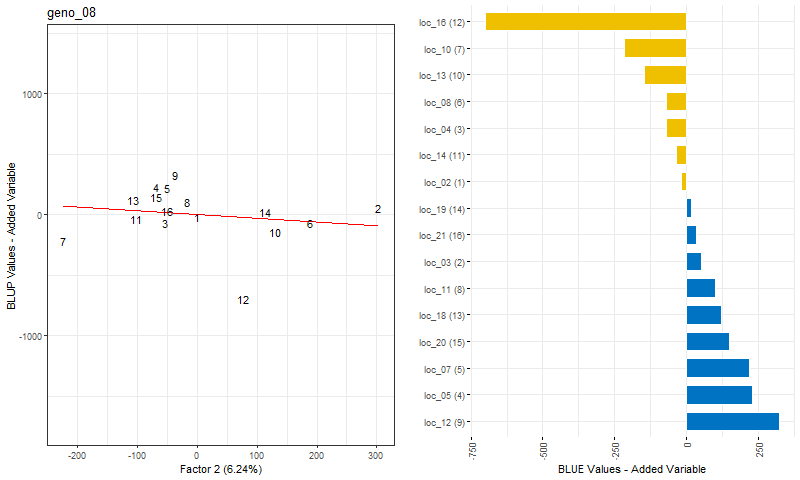 geno_08
BLUP Values - Added Variable
1000
0
-1000
9
4
5
15
13
8
16
2
14
11
3
1
6
10
7
12
-200
-100
0
100
200
300
Factor 2 (6.24%)
loc_16 (12)
loc_10 (7)
loc_13 (10)
loc_08 (6)
loc_04 (3)
loc_14 (11)
loc_02 (1)
loc_19 (14)
loc_21 (16)
loc_03 (2)
loc_11 (8)
loc_18 (13)
loc_20 (15)
loc_07 (5)
loc_05 (4)
loc_12 (9)
-750
-500
-250
0
250
BLUE Values - Added Variable